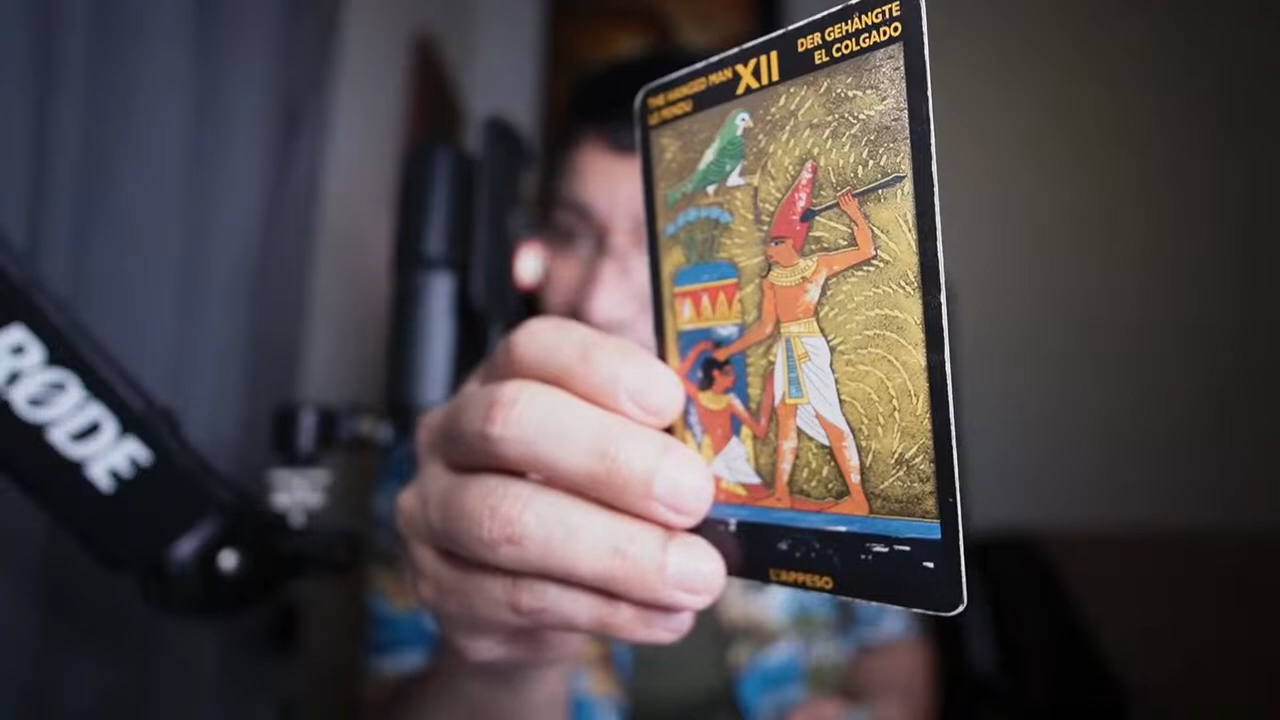 THE HANGED MAN
LE PENDU
XII
DER GEHÄNGTE
EL COLGADO
L'APPESO
RØDE